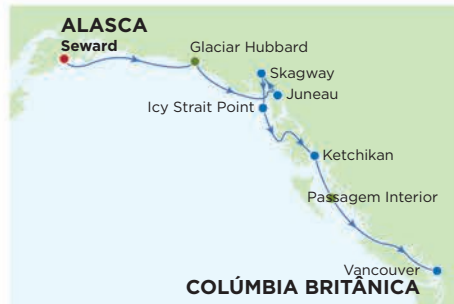 ALASCA
Seward
Glaciar Hubbard
Skagway
Juneau
Icy Strait Point
Ketchikan
Passagem Interior
Vancouver
COLÚMBIA BRITÂNICA